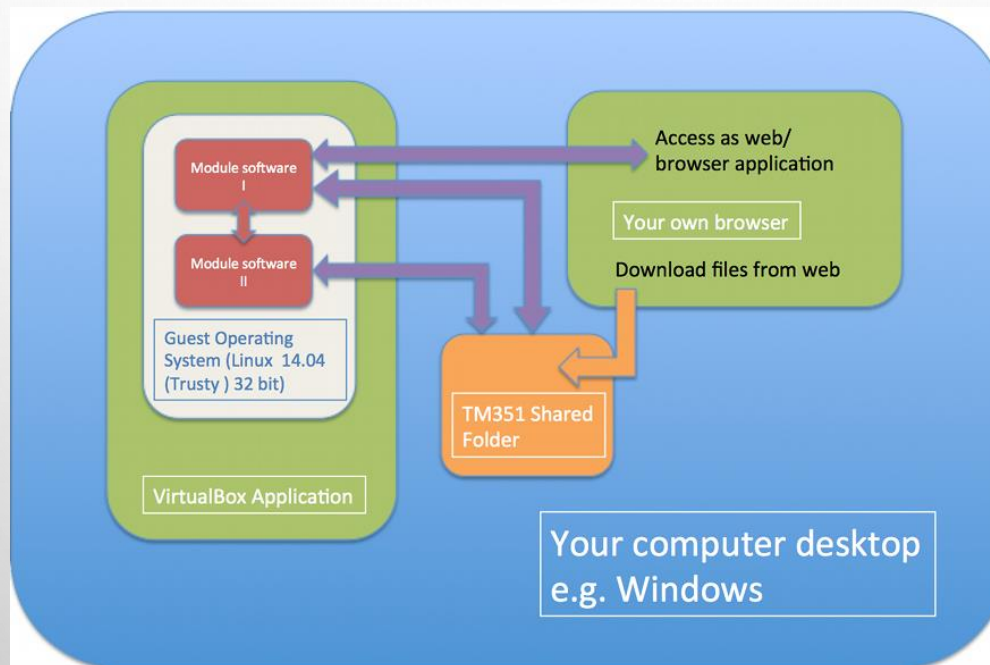 Module software
I
Module software
II
Guest Operating
System (Linux 14.04
(Trusty ) 32 bit)
VirtualBox Application
Access as web/
browser application
Your own browser
Download files from web
TM351 Shared
Folder
Your computer desktop
e.g. Windows